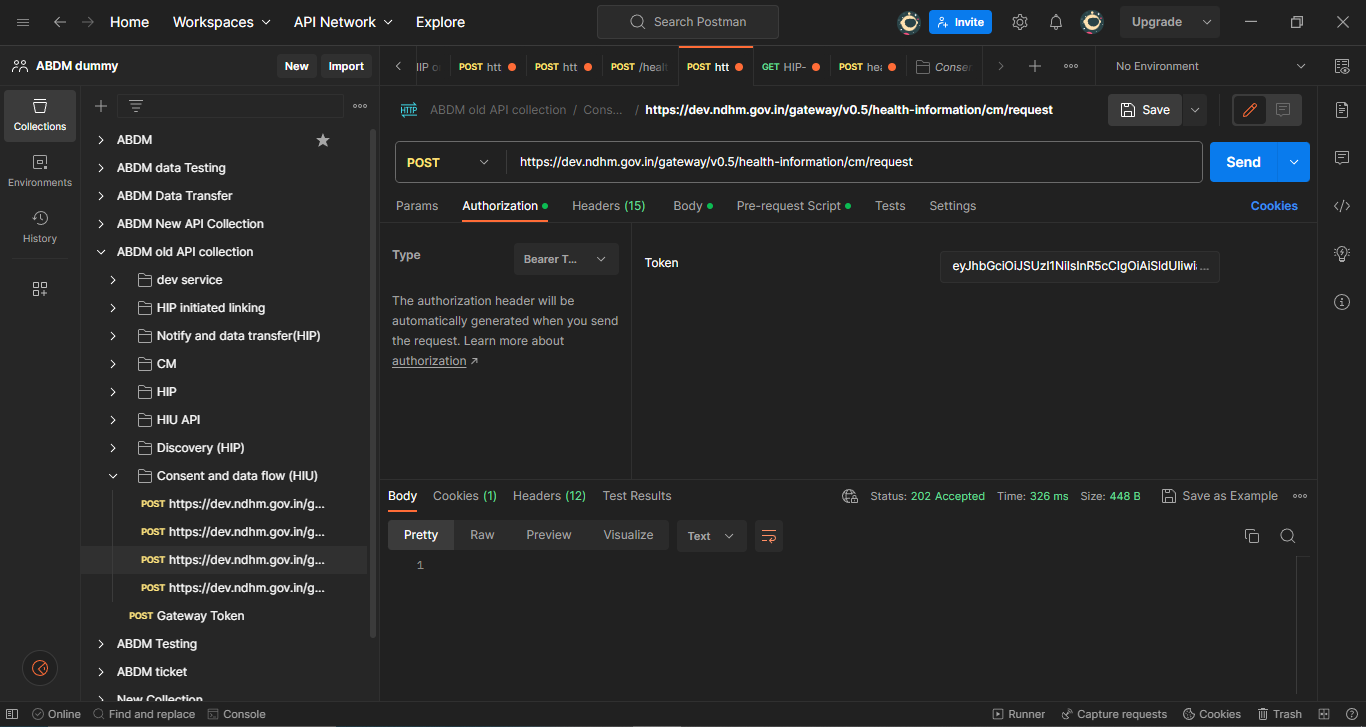 Home Workspaces API Network Explore Search Postman Invite Upgrade
ABDM dummy New Import
POST htt POST htt POST /heal POST htt GET HIP- POST hea Conser No Environment
Collections
Environments
History
ABDM
ABDM data Testing
ABDM Data Transfer
ABDM New API Collection
ABDM old API collection
dev service
HIP initiated linking
Notify and data transfer(HIP)
CM
HIP
HIU API
Discovery (HIP)
Consent and data flow (HIU)
POST https://dev.ndhm.gov.in/g...
POST https://dev.ndhm.gov.in/g...
POST https://dev.ndhm.gov.in/g...
POST https://dev.ndhm.gov.in/g...
POST Gateway Token
ABDM Testing
ABDM ticket
New Collection
HTTP ABDM old API collection / Cons... / https://dev.ndhm.gov.in/gateway/v0.5/health-information/cm/request Save
POST https://dev.ndhm.gov.in/gateway/v0.5/health-information/cm/request Send
Params Authorization Headers (15) Body Pre-request Script Tests Settings Cookies
Type Bearer T...
The authorization header will be
automatically generated when you send
the request. Learn more about
authorization ↗
Token
Body Cookies (1) Headers (12) Test Results Status: 202 Accepted Time: 326 ms Size: 448 B Save as Example
Pretty Raw Preview Visualize Text
1
Online Find and replace Console Runner Capture requests Cookies Trash